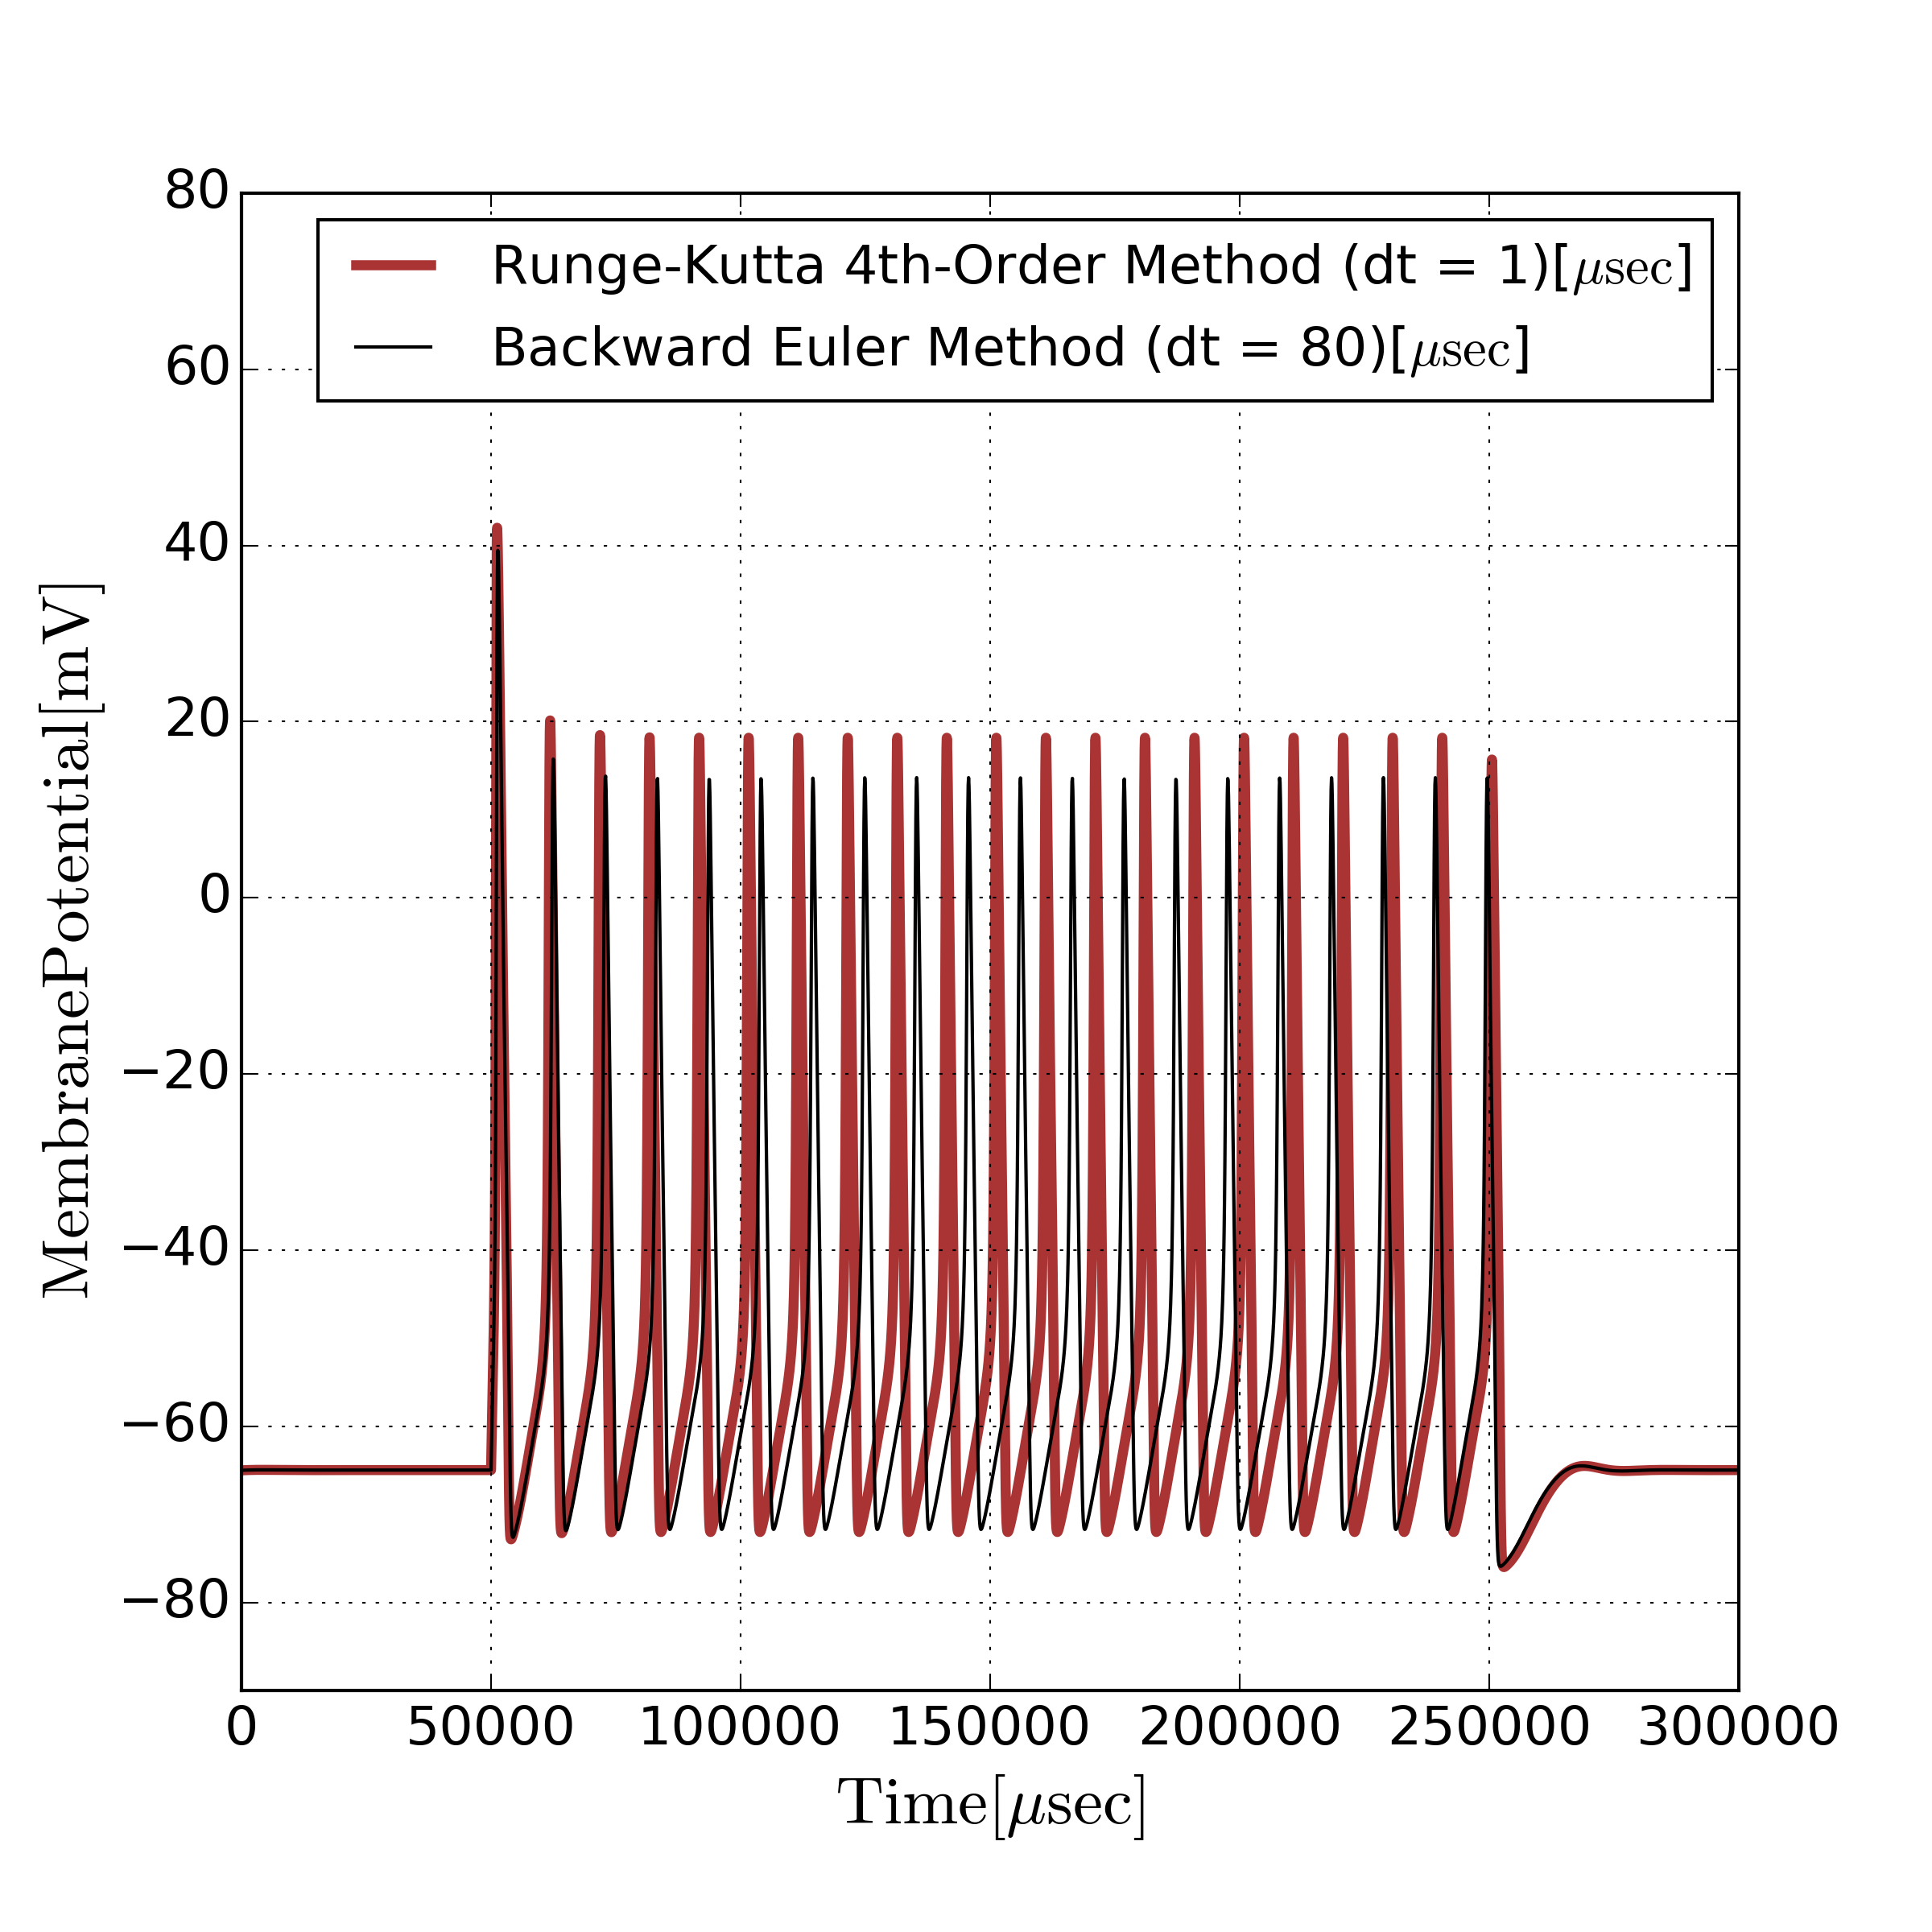 80
Runge-Kutta 4th-Order Method (dt = 1)[μsec]
Backward Euler Method (dt = 80)[μsec]
60
40
20
0
−20
−40
−60
−80
MembranePotential[mV]
0 50000 100000 150000 200000 250000 300000
Time[μsec]